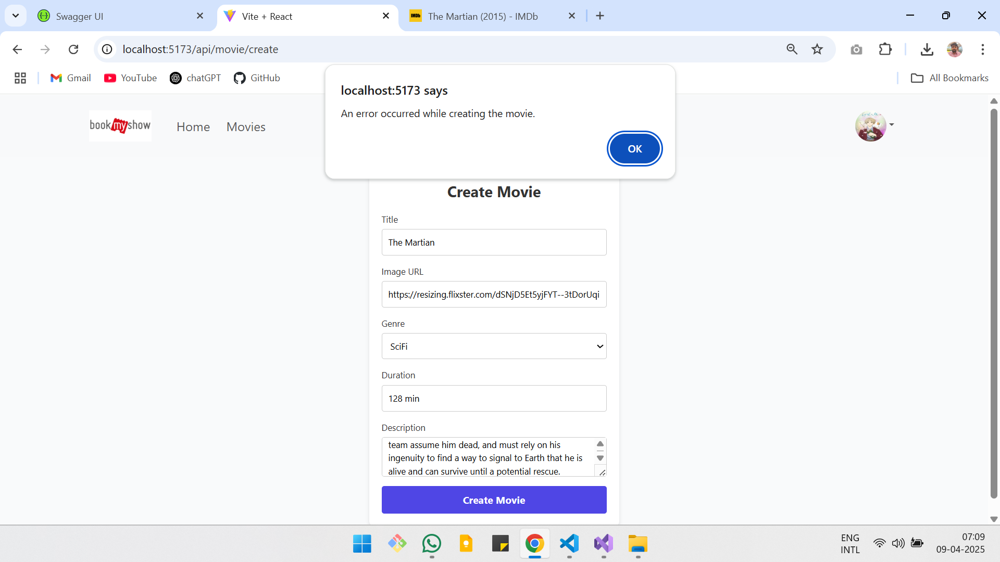 Swagger UI
Vite + React
IMDb
The Martian (2015) - IMDb
localhost:5173/api/movie/create
Gmail
YouTube
chatGPT
GitHub
All Bookmarks
localhost:5173 says
An error occurred while creating the movie.
OK
bookmyshow
Home
Movies
Create Movie
Title
The Martian
Image URL
https://resizing.flixster.com/dSNjD5Et5yjFYT--3tDorUqi
Genre
SciFi
Duration
128 min
Description
team assume him dead, and must rely on his
ingenuity to find a way to signal to Earth that he is
alive and can survive until a potential rescue.
Create Movie
ENG
INTL
07:09
09-04-2025